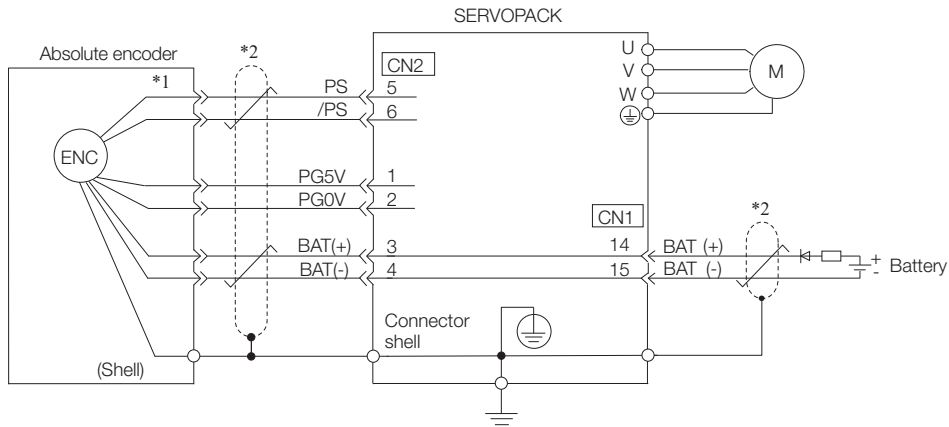 SERVOPACK
Absolute encoder
*2
*1
CN2
PS 5
/PS 6
ENC
PG5V 1
PG0V 2
BAT(+) 3
BAT(-) 4
U
V
W
M
CN1
*2
14 BAT (+)
15 BAT (-)
+
-
Battery
Connector
shell
(Shell)